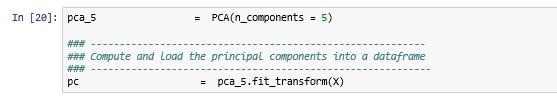 In [20]: pca_5 = PCA(n_components = 5)
### ------------------------------------------------------
### Compute and Load the principal components into a dataframe
### -------------------------------------------------------
pc = pca_5.fit_transform(X)